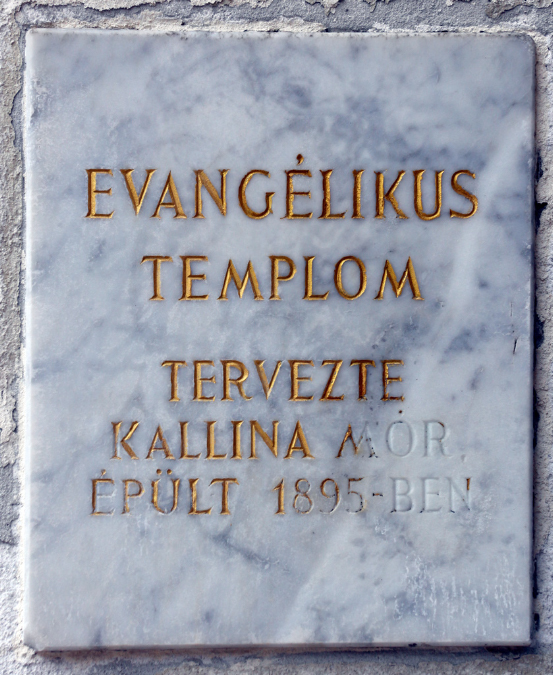 EVANGÉLIKUS
TEMPLOM
TERVEZTE
KALLINA MÓR,
ÉPÜLT 1895-BEN